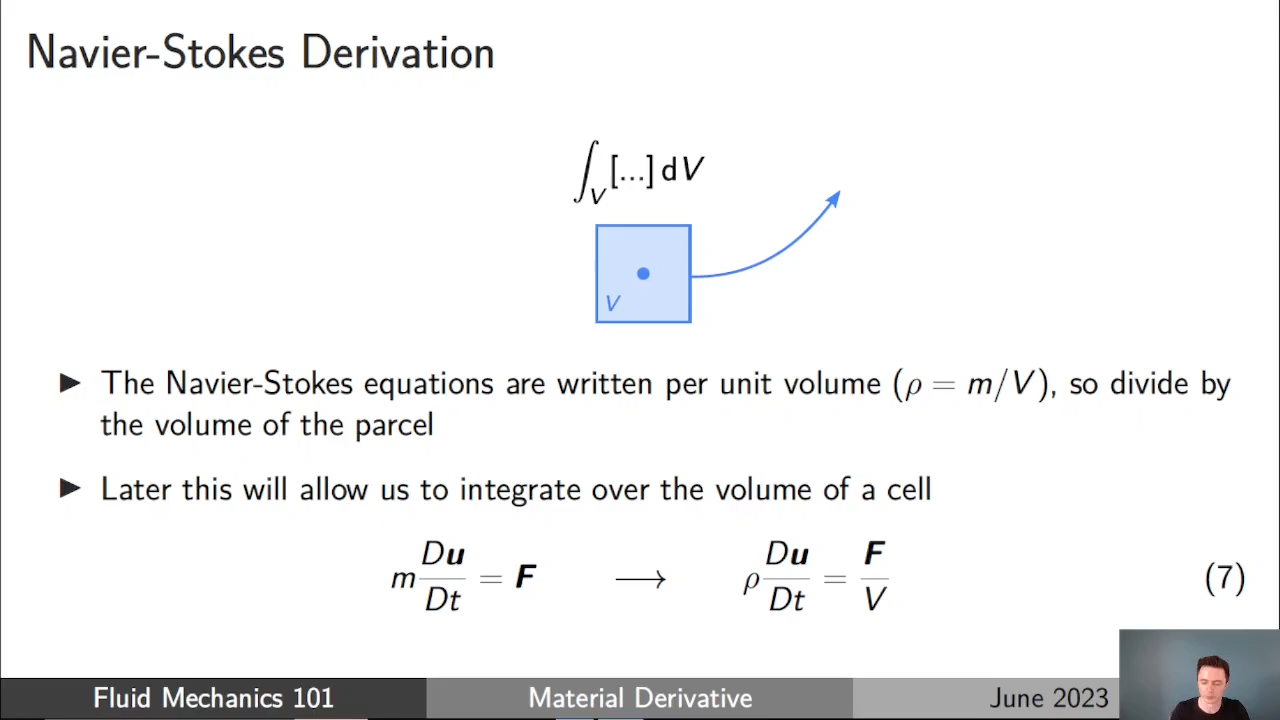 Navier-Stokes Derivation
∫_V [...] dV
V
► The Navier-Stokes equations are written per unit volume (ρ = m/V), so divide by
the volume of the parcel
► Later this will allow us to integrate over the volume of a cell
m Du/Dt = F ⟶ ρ Du/Dt = F/V (7)
Fluid Mechanics 101 Material Derivative June 2023